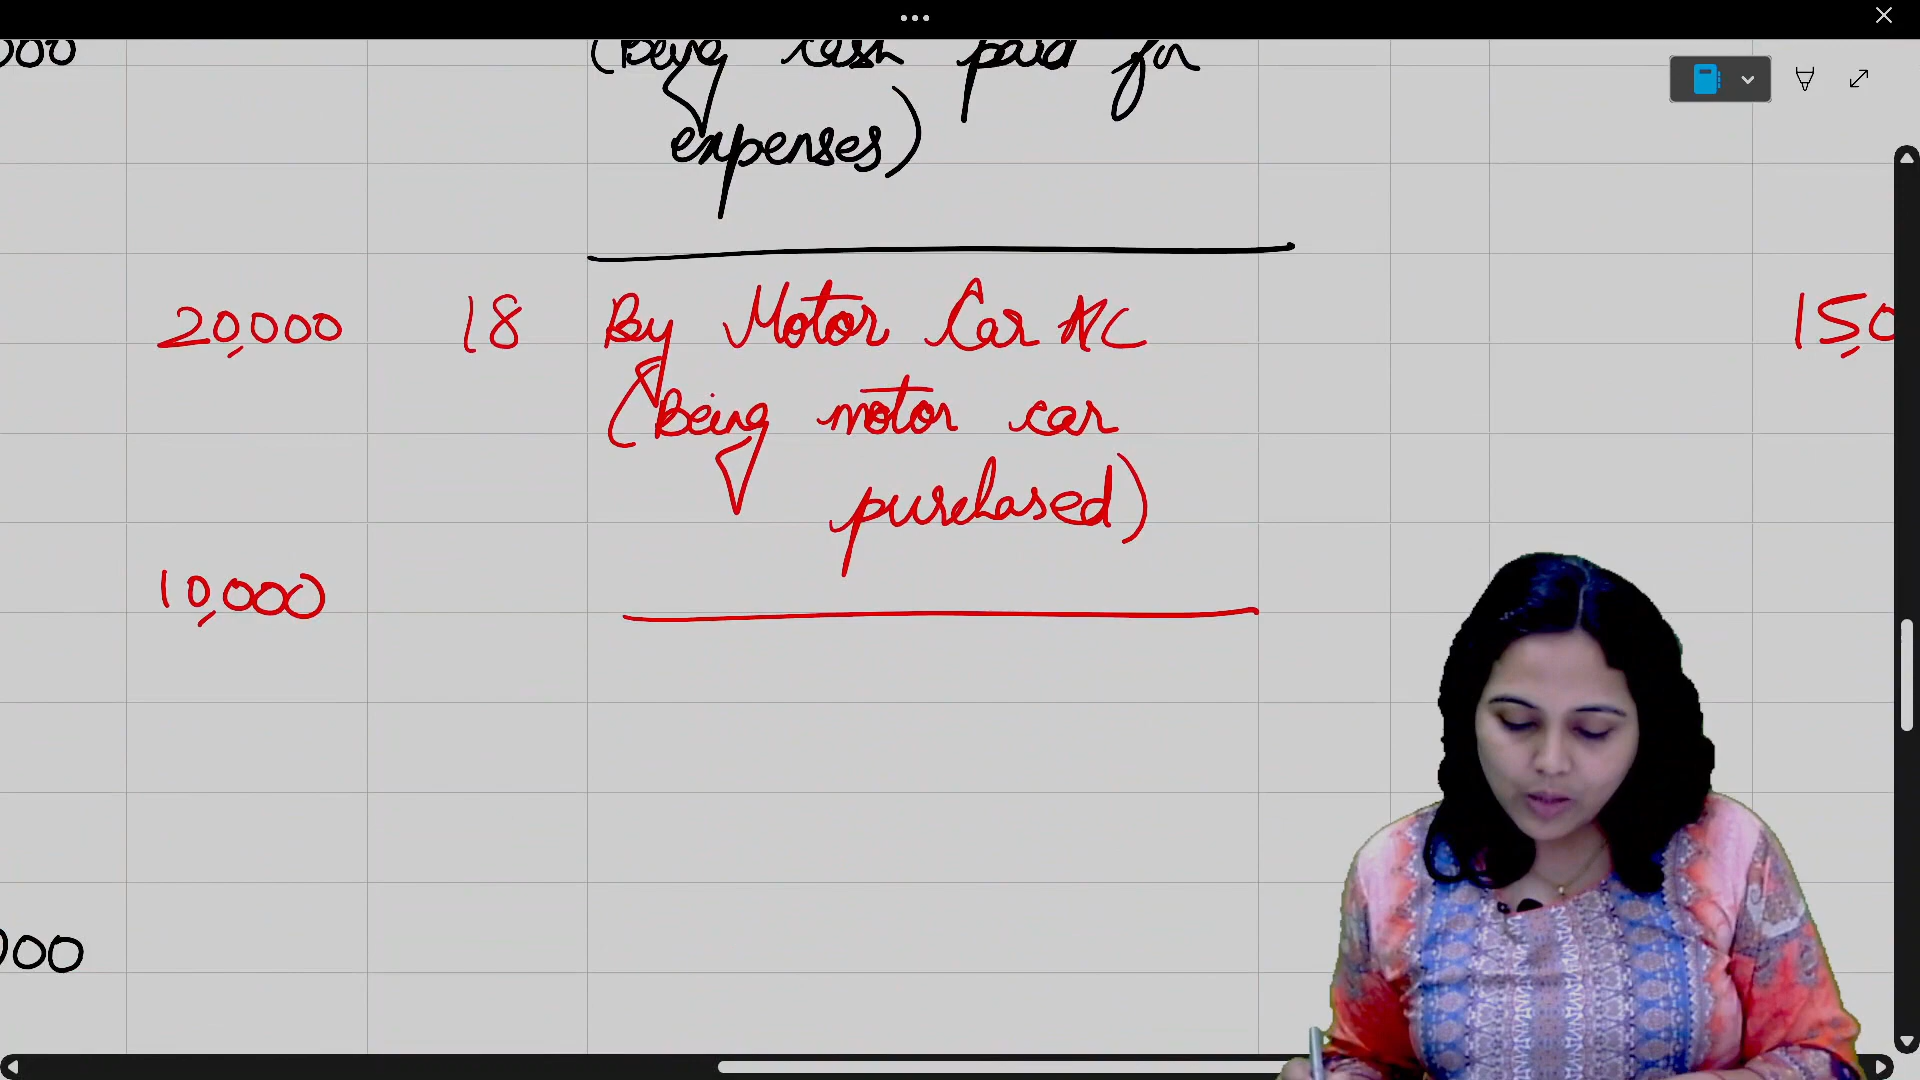 (Being cash paid for
expenses)
20,000 18 By Motor Car A/C
(Being motor car
purchased)
10,000